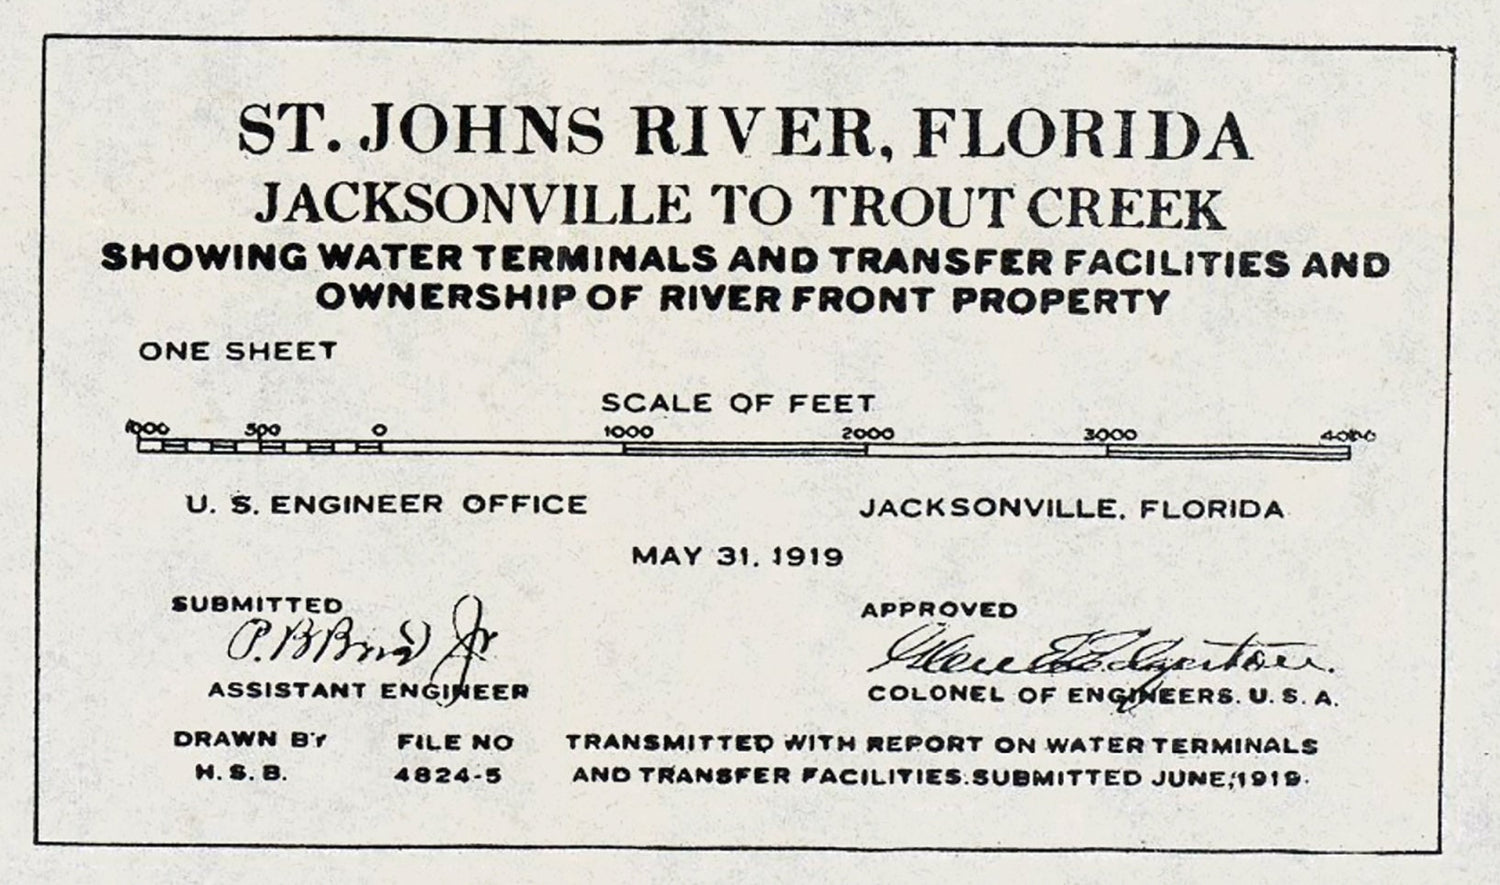 ST. JOHNS RIVER, FLORIDA
JACKSONVILLE TO TROUT CREEK
SHOWING WATER TERMINALS AND TRANSFER FACILITIES AND
OWNERSHIP OF RIVER FRONT PROPERTY
ONE SHEET
SCALE OF FEET
1000 500 0 1000 2000 3000 4000
U. S. ENGINEER OFFICE JACKSONVILLE, FLORIDA
MAY 31, 1919
SUBMITTED APPROVED
P. B. Jr
ASSISTANT ENGINEER COLONEL OF ENGINEERS. U. S. A.
DRAWN BY FILE NO TRANSMITTED WITH REPORT ON WATER TERMINALS
H. S. B. 4824-5 AND TRANSFER FACILITIES. SUBMITTED JUNE, 1919.